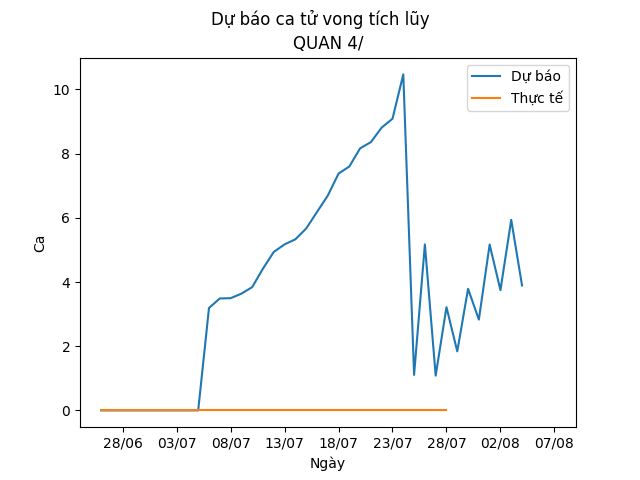 Dự báo ca tử vong tích lũy
QUAN 4/
Dự báo
Thực tế
Ca
10
8
6
4
2
0
28/06 03/07 08/07 13/07 18/07 23/07 28/07 02/08 07/08
Ngày